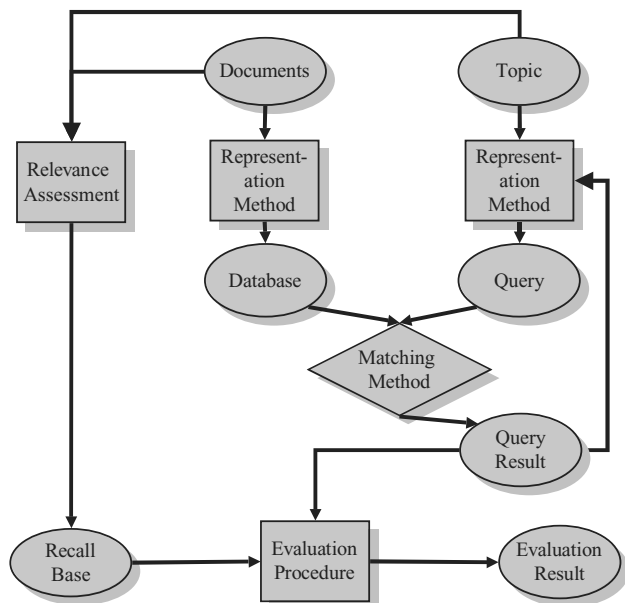 Documents
Topic
Relevance
Assessment
Represent-
ation
Method
Represent-
ation
Method
Database
Query
Matching
Method
Query
Result
Recall
Base
Evaluation
Procedure
Evaluation
Result